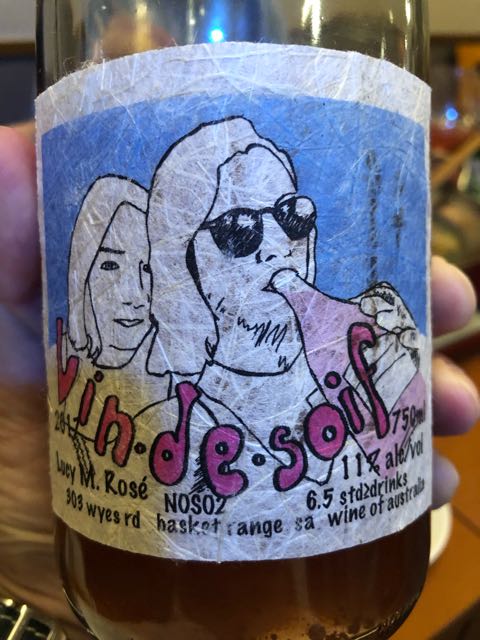 Vin·de·soif
750ml
11% alc/vol
Lucy M. Rosé NOSO2 6.5 stdzdrinks
303 wyes rd basket range sa wine of australia